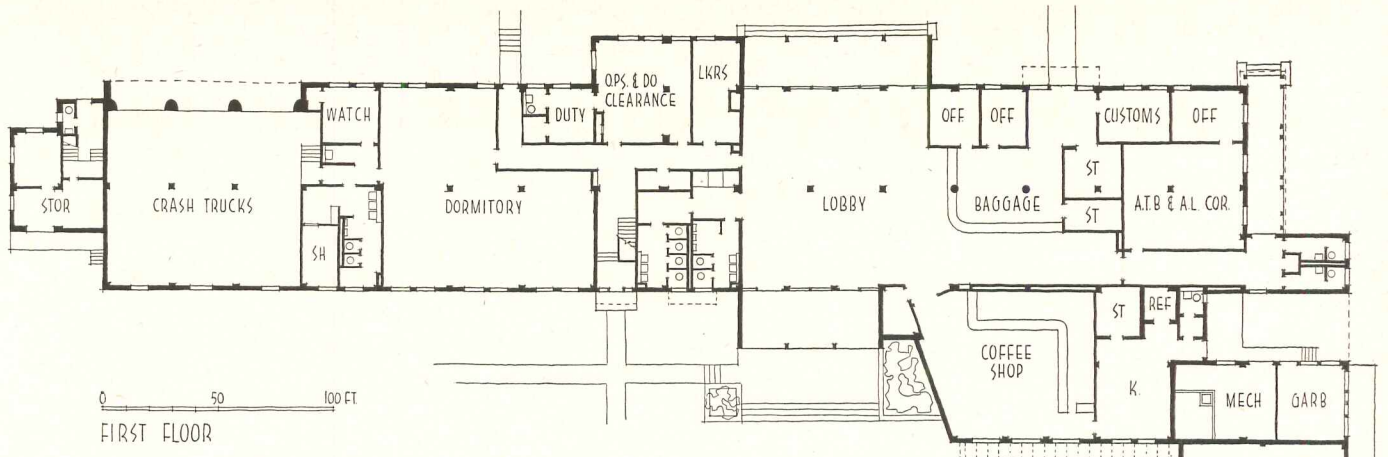 OPS. & DO
CLEARANCE
LKRS
WATCH
DUTY
OFF
OFF
CUSTOMS
OFF
ST
STOR
CRASH TRUCKS
DORMITORY
LOBBY
BAGGAGE
A.T.B & A.L. COR.
ST
SH
ST
REF
COFFEE
SHOP
K.
MECH
GARB
0 50 100 FT.
FIRST FLOOR